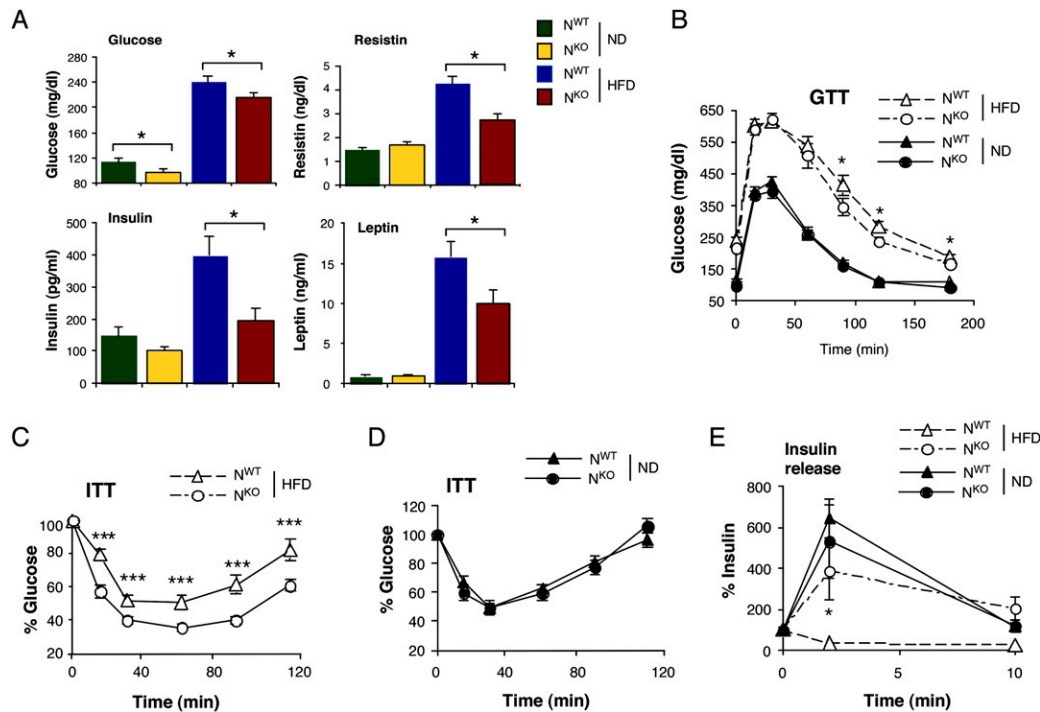 A
Glucose
Glucose (mg/dl)
280
240
200
160
120
80
*
*
Resistin
Resistin (ng/dl)
5
4
3
2
1
0
*
N^WT
N^KO
ND
N^WT
N^KO
HFD
Insulin
Insulin (pg/ml)
500
400
300
200
100
0
*
Leptin
Leptin (ng/ml)
20
15
10
5
0
*
B
GTT
N^WT
N^KO
HFD
N^WT
N^KO
ND
Glucose (mg/dl)
650
550
450
350
250
150
50
* * *
0 50 100 150 200
Time (min)
C
ITT
N^WT
N^KO
HFD
% Glucose
100
80
60
40
20
*** *** *** *** ***
0 40 80 120
Time (min)
D
ITT
N^WT
N^KO
ND
% Glucose
120
100
80
60
40
20
0 40 80 120
Time (min)
E
Insulin
release
N^WT
N^KO
HFD
N^WT
N^KO
ND
% Insulin
800
600
400
200
0
*
0 5 10
Time (min)